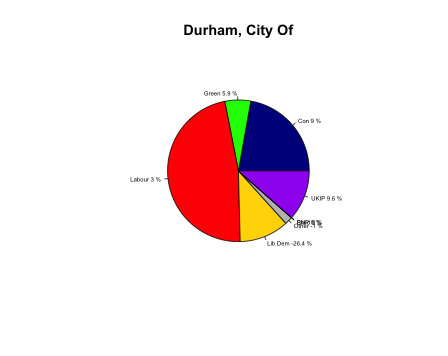 Durham, City Of
Green 5.9 %
Con 9 %
Labour 3 %
UKIP 9.6 %
Other -1 %
Lib Dem -26.4 %